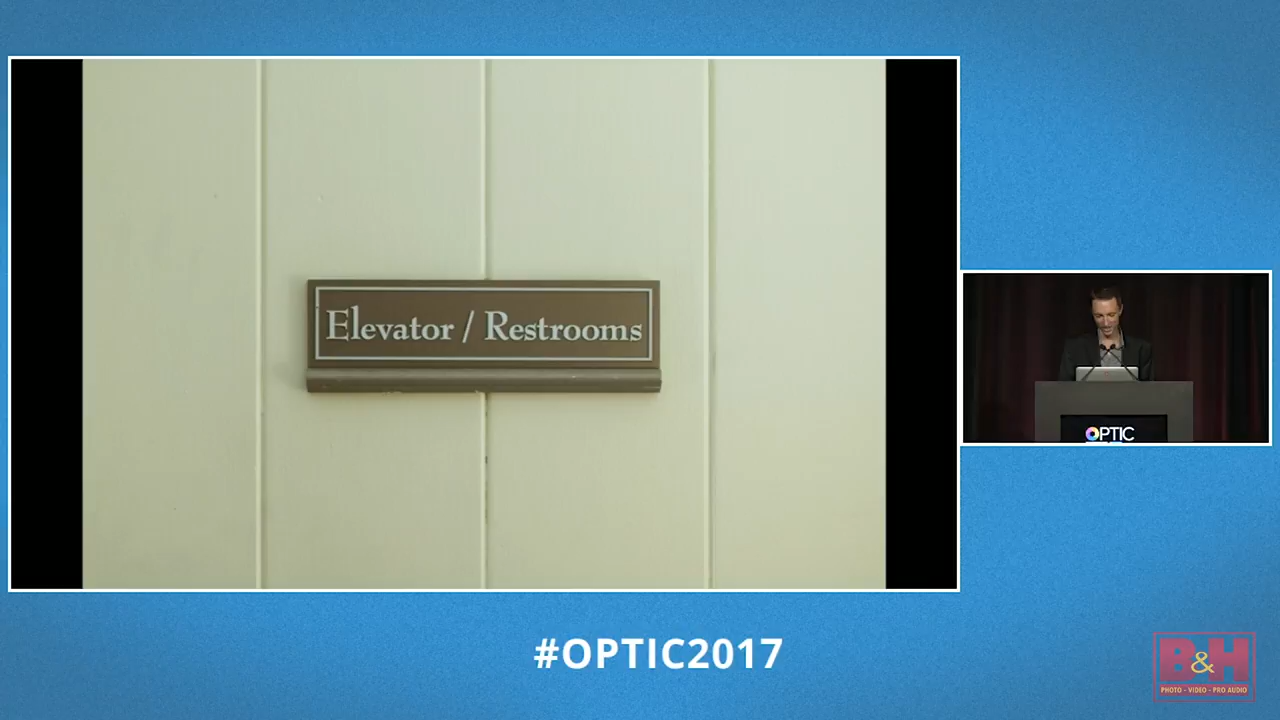 Elevator / Restrooms
OPTIC
#OPTIC2017
B&H
PHOTO - VIDEO - PRO AUDIO